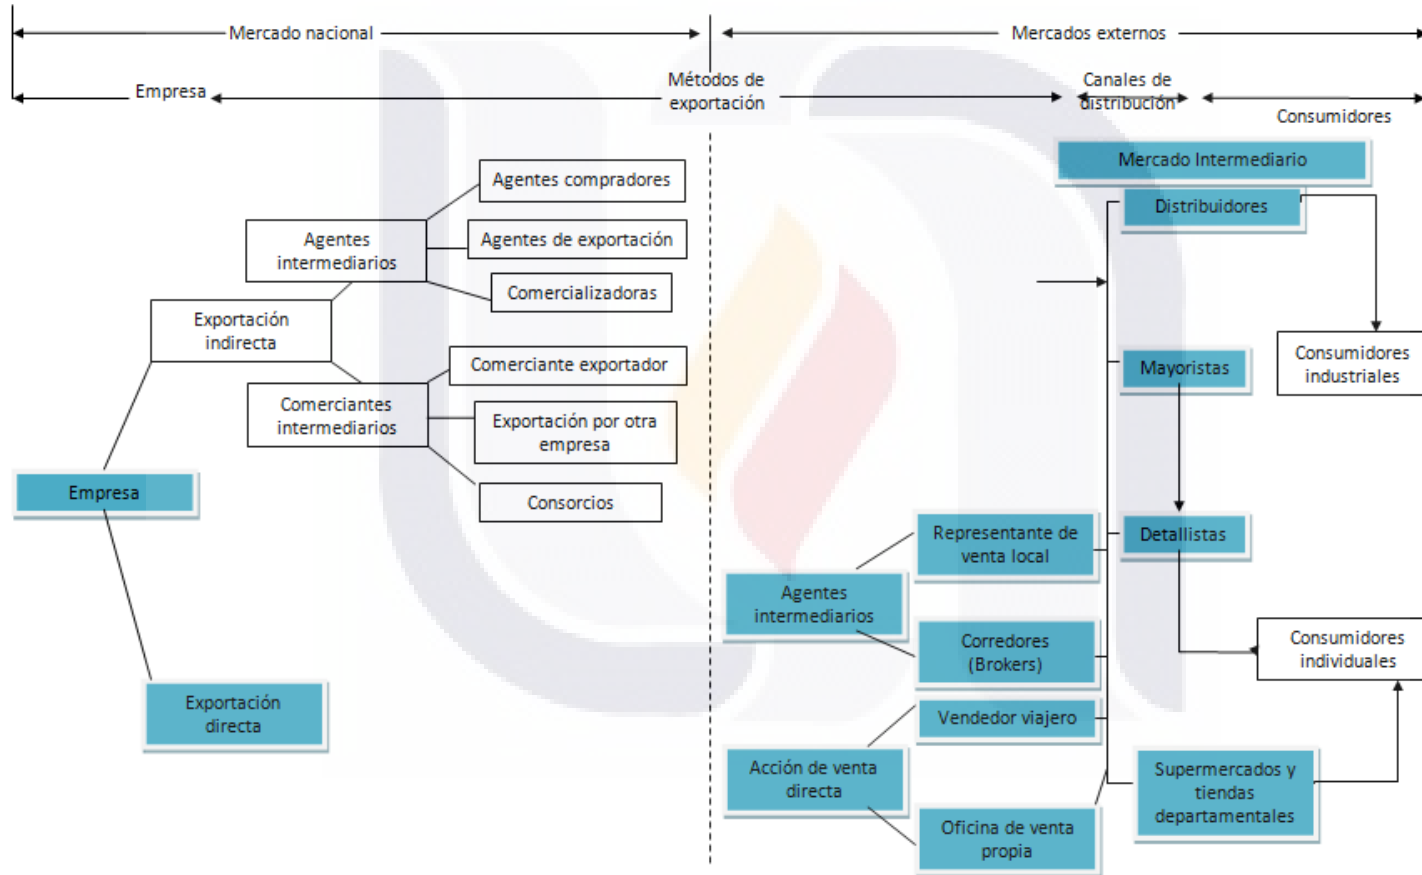 Mercado nacional
Mercados externos
Empresa
Métodos de
exportación
Canales de
distribución
Consumidores
Mercado Intermediario
Agentes compradores
Distribuidores
Agentes
intermediarios
Agentes de exportación
Comercializadoras
Exportación
indirecta
Comerciante exportador
Mayoristas
Consumidores
industriales
Comerciantes
intermediarios
Exportación por otra
empresa
Empresa
Consorcios
Representante de
venta local
Detallistas
Agentes
intermediarios
Corredores
(Brokers)
Consumidores
individuales
Exportación
directa
Vendedor viajero
Acción de venta
directa
Supermercados y
tiendas
departamentales
Oficina de venta
propia